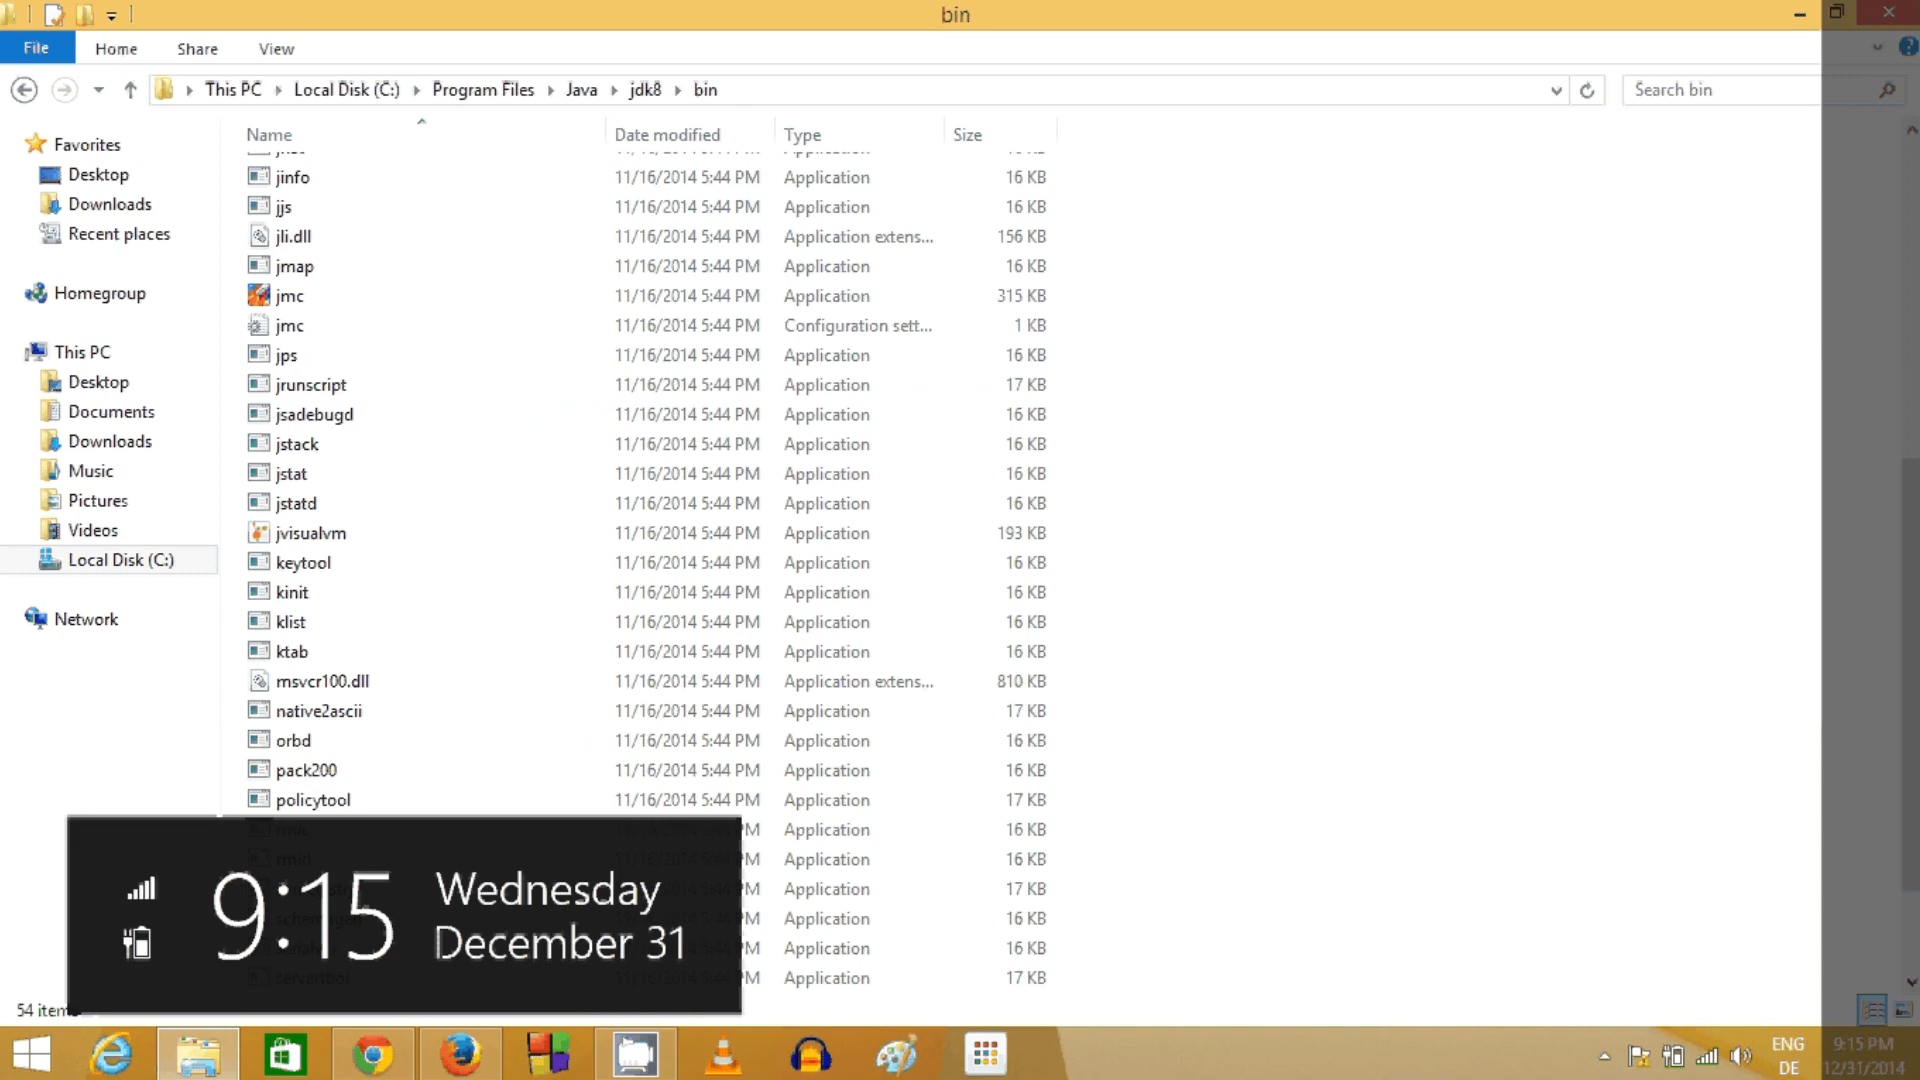 bin
File Home Share View
This PC Local Disk (C:) Program Files Java jdk8 bin Search bin
Name Date modified Type Size
Favorites
Desktop
Downloads
Recent places
Homegroup
This PC
Desktop
Documents
Downloads
Music
Pictures
Videos
Local Disk (C:)
Network
jinfo 11/16/2014 5:44 PM Application 16 KB
jjs 11/16/2014 5:44 PM Application 16 KB
jli.dll 11/16/2014 5:44 PM Application extens... 156 KB
jmap 11/16/2014 5:44 PM Application 16 KB
jmc 11/16/2014 5:44 PM Application 315 KB
jmc 11/16/2014 5:44 PM Configuration sett... 1 KB
jps 11/16/2014 5:44 PM Application 16 KB
jrunscript 11/16/2014 5:44 PM Application 17 KB
jsadebugd 11/16/2014 5:44 PM Application 16 KB
jstack 11/16/2014 5:44 PM Application 16 KB
jstat 11/16/2014 5:44 PM Application 16 KB
jstatd 11/16/2014 5:44 PM Application 16 KB
jvisualvm 11/16/2014 5:44 PM Application 193 KB
keytool 11/16/2014 5:44 PM Application 16 KB
kinit 11/16/2014 5:44 PM Application 16 KB
klist 11/16/2014 5:44 PM Application 16 KB
ktab 11/16/2014 5:44 PM Application 16 KB
msvcr100.dll 11/16/2014 5:44 PM Application extens... 810 KB
native2ascii 11/16/2014 5:44 PM Application 17 KB
orbd 11/16/2014 5:44 PM Application 16 KB
pack200 11/16/2014 5:44 PM Application 16 KB
policytool 11/16/2014 5:44 PM Application 17 KB
Application 16 KB
Application 16 KB
Application 17 KB
Application 16 KB
Application 16 KB
Application 17 KB
9:15
Wednesday
December 31
54 items
ENG
DE
9:15 PM
12/31/2014